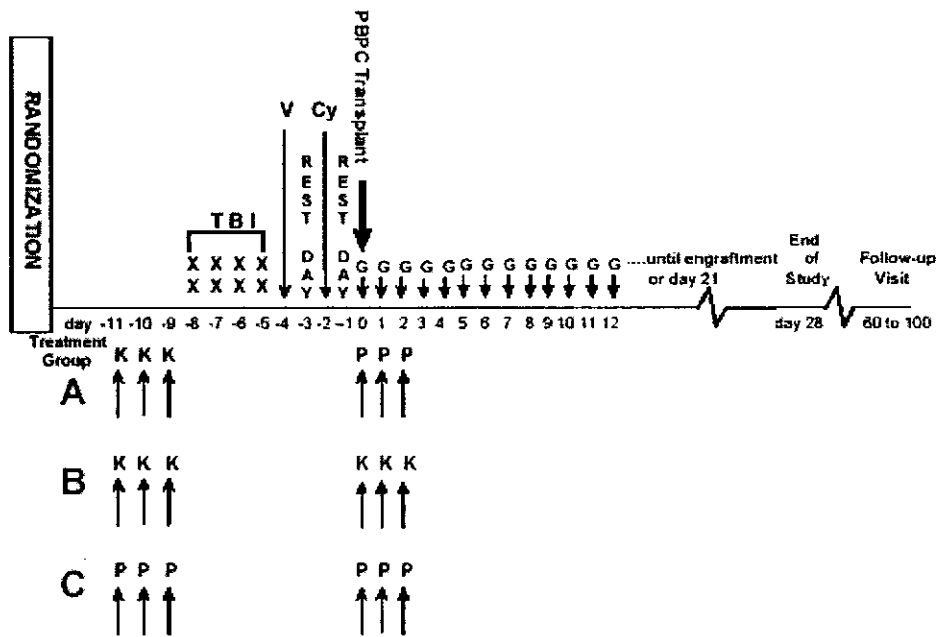 RANDOMIZATION
PBPC Transplant
V Cy
REST DAY
REST DAY
TBI
X X X X
X X X X
G G G G G G G G G G G G G .....until engraftment
or day 21
End
of
Study
Follow-up
Visit
day -11 -10 -9 -8 -7 -6 -5 -4 -3 -2 -1 0 1 2 3 4 5 6 7 8 9 10 11 12 day 28 60 to 100
Treatment
Group
K K K P P P
A
K K K K K K
B
P P P P P P
C